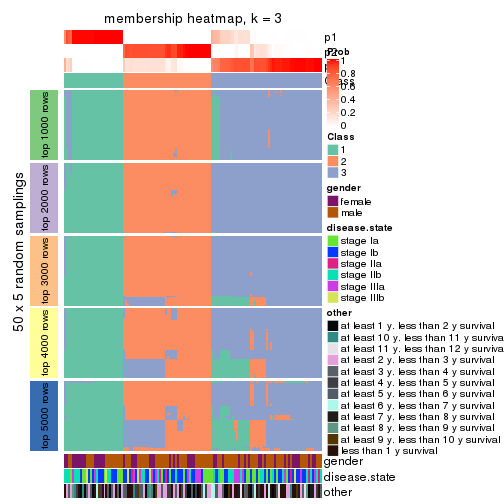 membership heatmap, k = 3
p1
p2
Prob
1
0.8
0.6
0.4
0.2
0
Class
Class
1
2
3
gender
female
male
disease.state
stage Ia
stage Ib
stage IIa
stage IIb
stage IIIa
stage IIIb
other
at least 1 y. less than 2 y survival
at least 10 y. less than 11 y survival
at least 11 y. less than 12 y survival
at least 2 y. less than 3 y survival
at least 3 y. less than 4 y survival
at least 4 y. less than 5 y survival
at least 5 y. less than 6 y survival
at least 6 y. less than 7 y survival
at least 7 y. less than 8 y survival
at least 8 y. less than 9 y survival
at least 9 y. less than 10 y survival
less than 1 y survival
50 x 5 random samplings
top 1000 rows
top 2000 rows
top 3000 rows
top 4000 rows
top 5000 rows
gender
disease.state
other